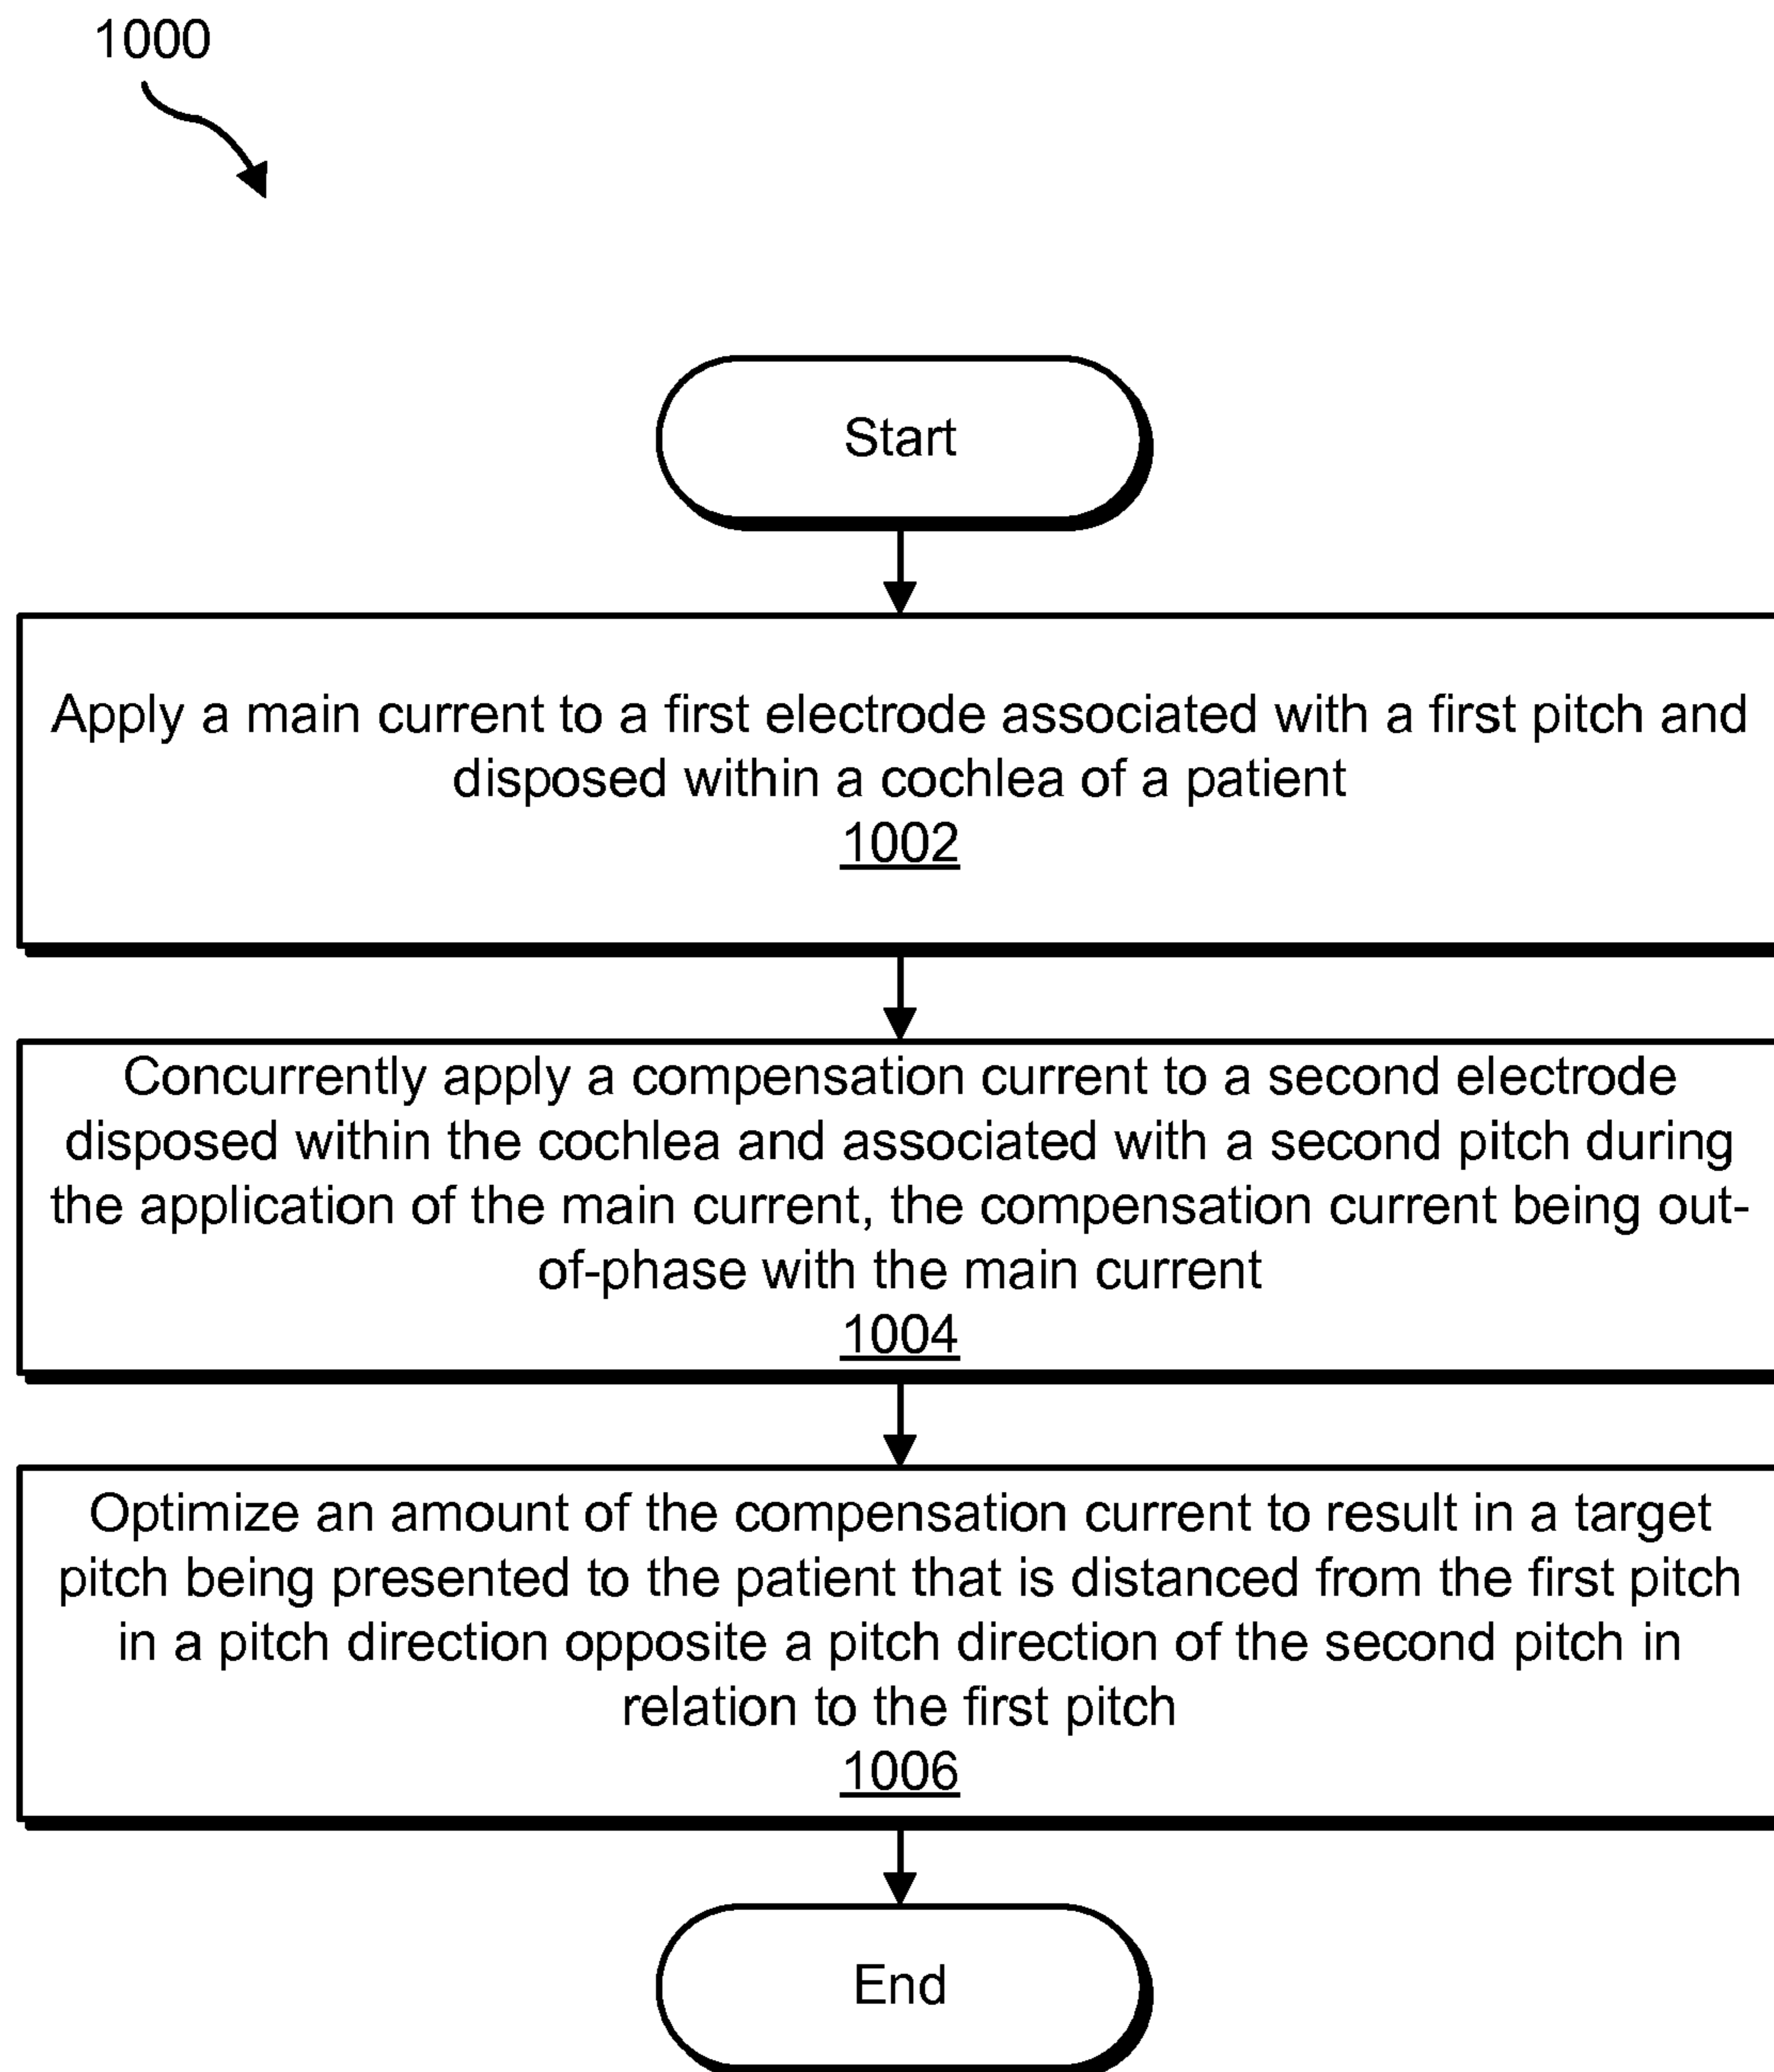 1000
Start
Apply a main current to a first electrode associated with a first pitch and
disposed within a cochlea of a patient
1002
Concurrently apply a compensation current to a second electrode
disposed within the cochlea and associated with a second pitch during
the application of the main current, the compensation current being out-
of-phase with the main current
1004
Optimize an amount of the compensation current to result in a target
pitch being presented to the patient that is distanced from the first pitch
in a pitch direction opposite a pitch direction of the second pitch in
relation to the first pitch
1006
End